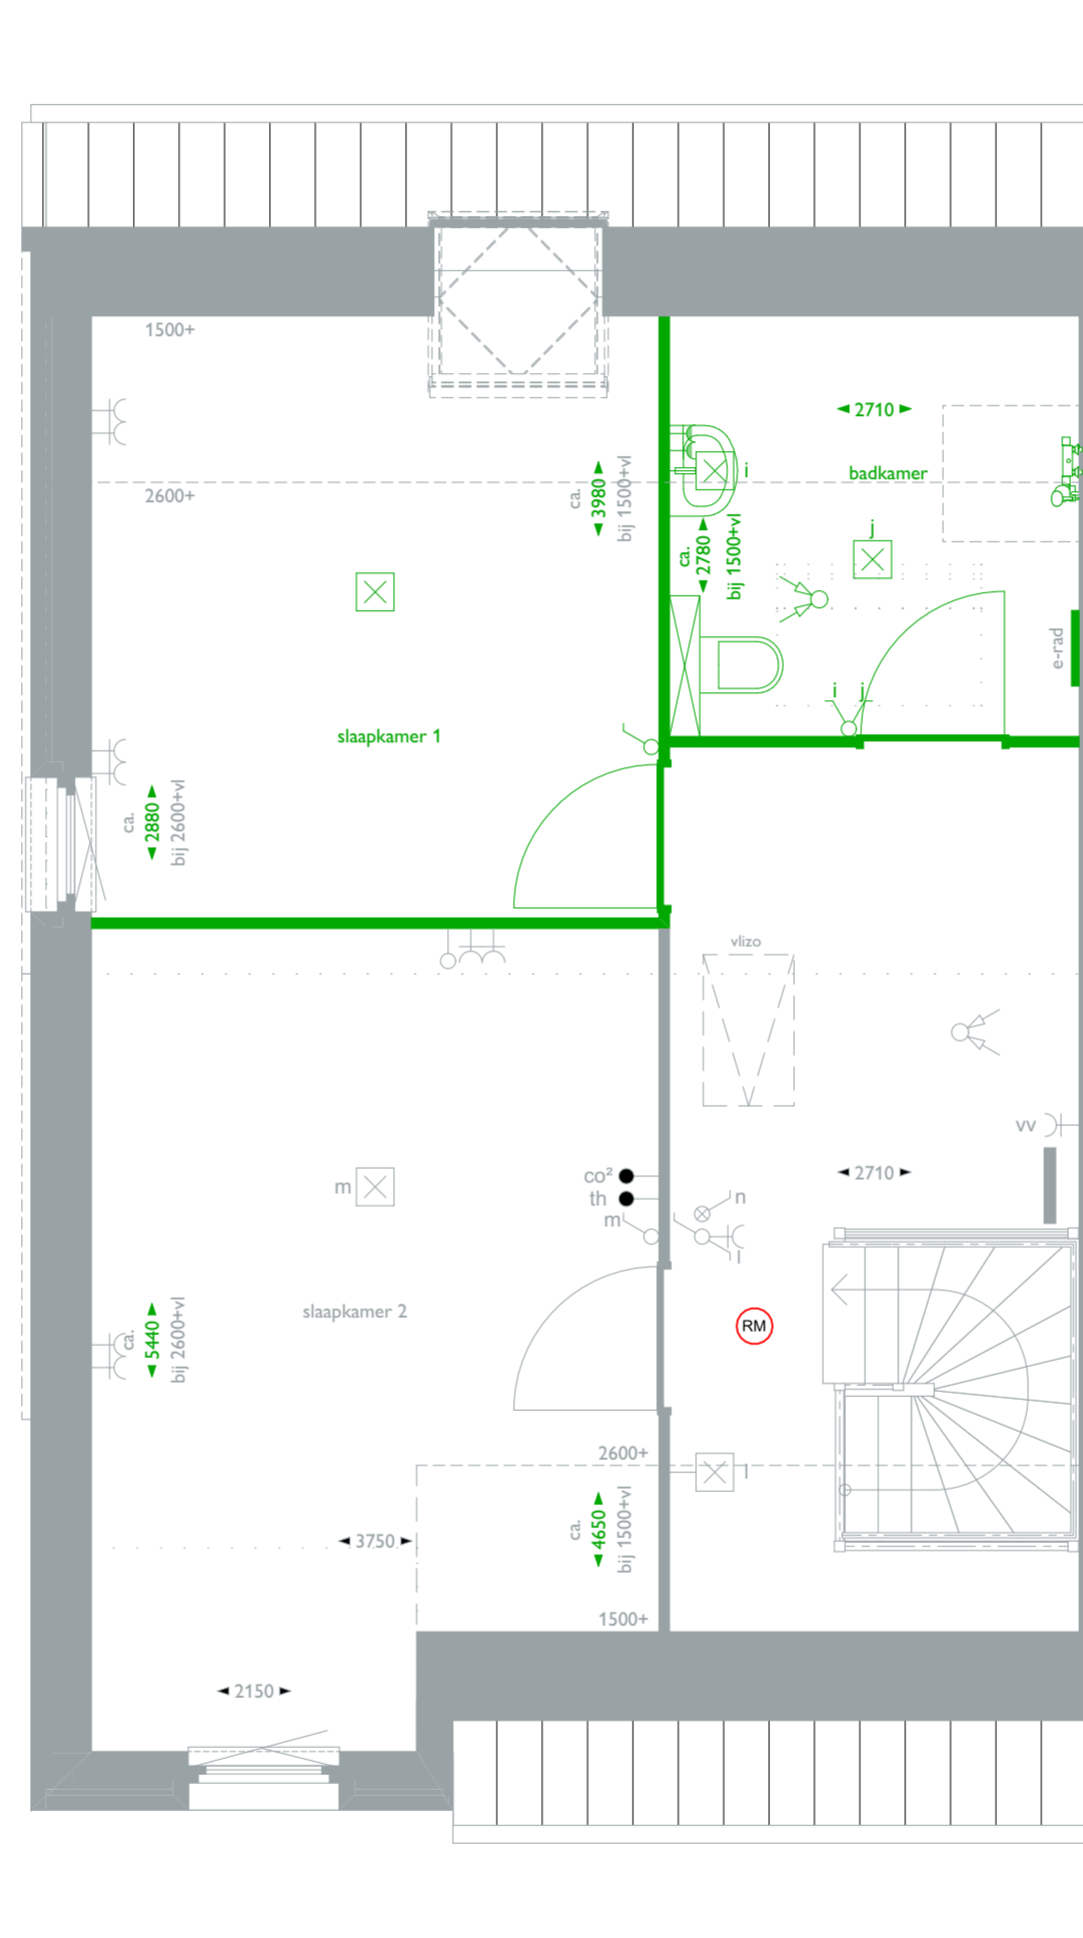 1500+
2600+
ca.
3980
bij 1500+vl
2710
badkamer
i
j
ca.
2780
bij 1500+vl
e-rad
i j
slaapkamer 1
ca.
2880
bij 2600+vl
vlizo
vv
2710
co²
th
m
m
n
l
RM
slaapkamer 2
ca.
5440
bij 2600+vl
2600+
l
ca.
4650
bij 1500+vl
3750
1500+
2150